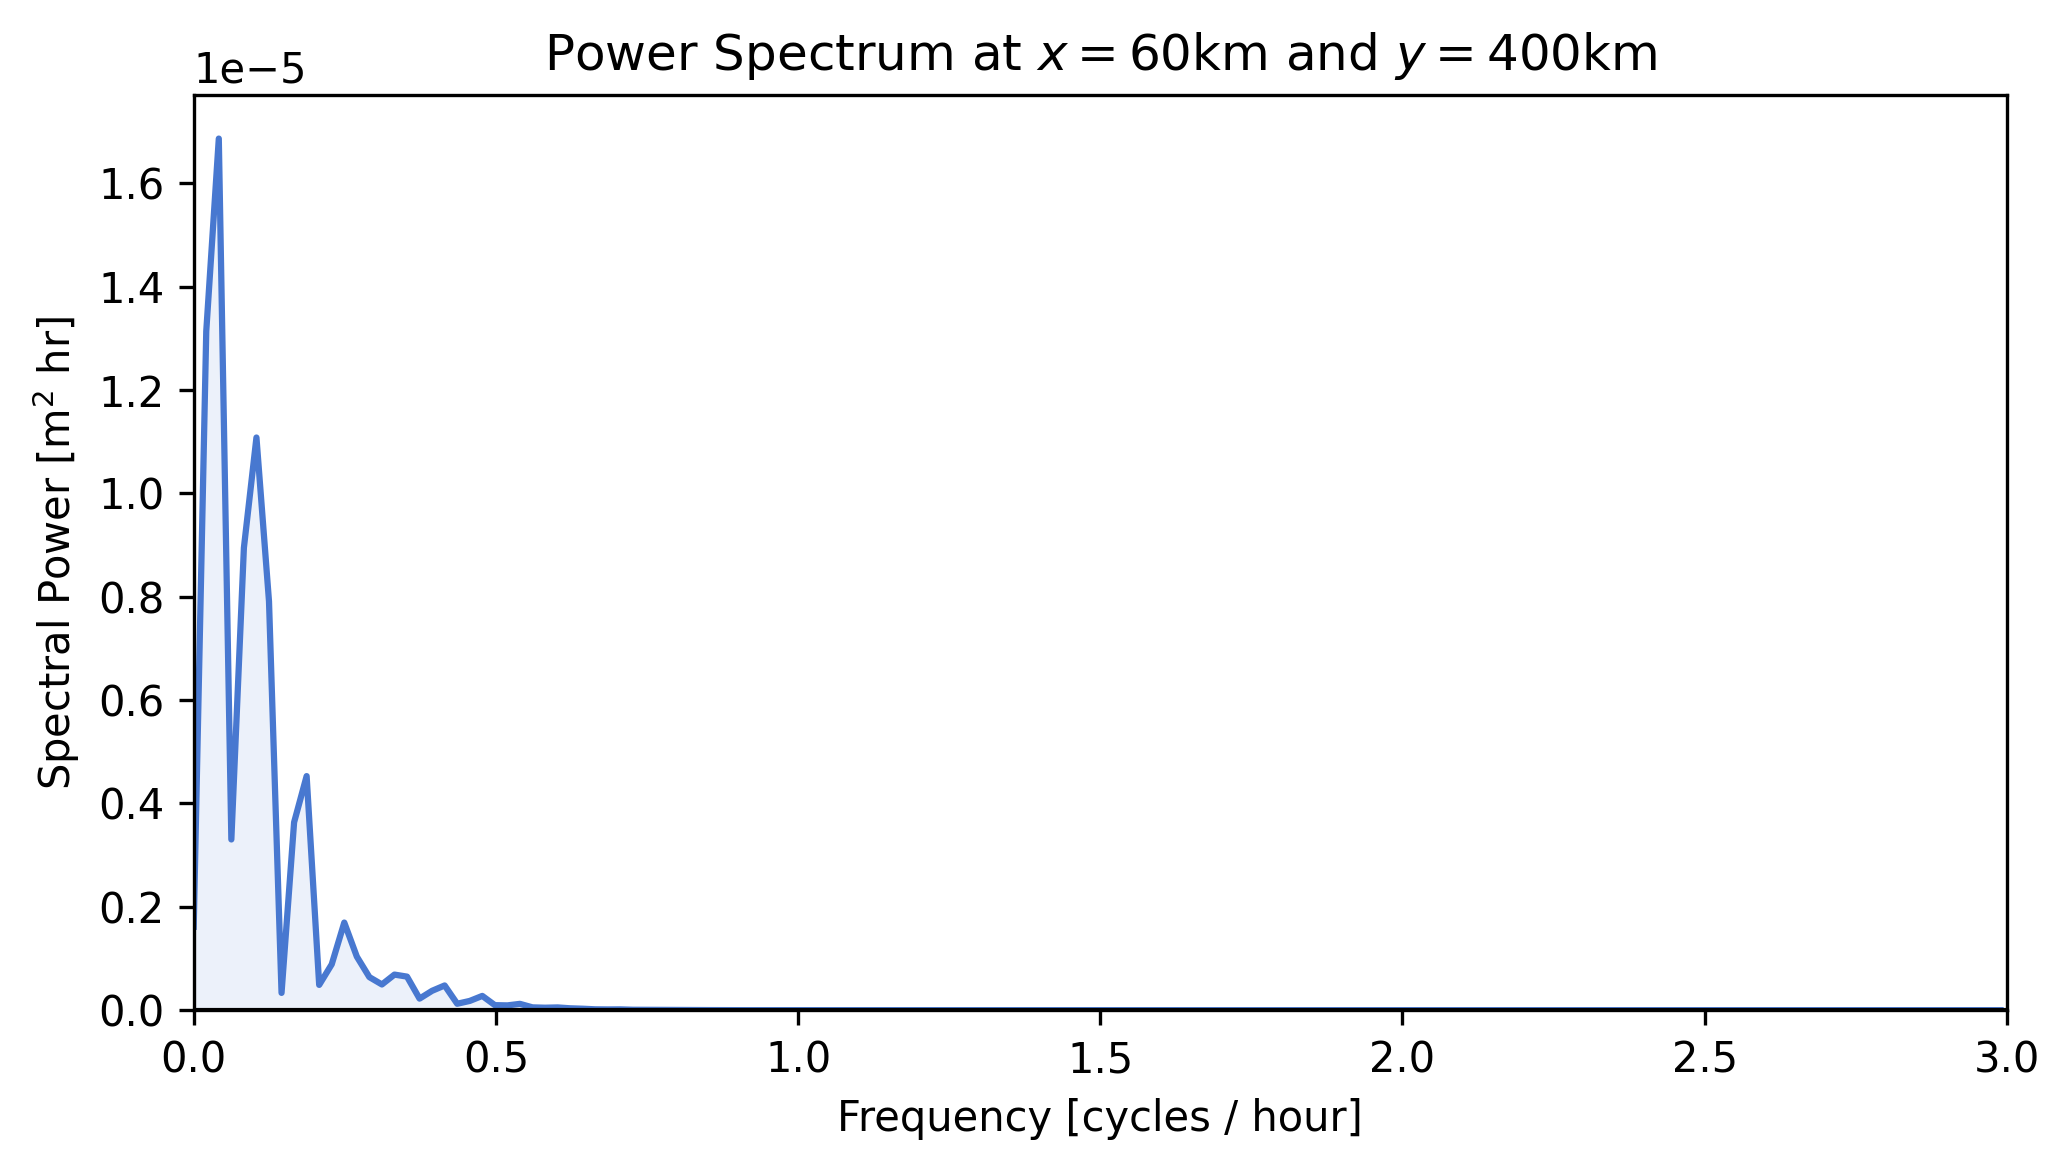 Power Spectrum at x = 60km and y = 400km
1e−5
1.6
1.4
1.2
1.0
0.8
0.6
0.4
0.2
0.0
Spectral Power [m² hr]
0.0 0.5 1.0 1.5 2.0 2.5 3.0
Frequency [cycles / hour]